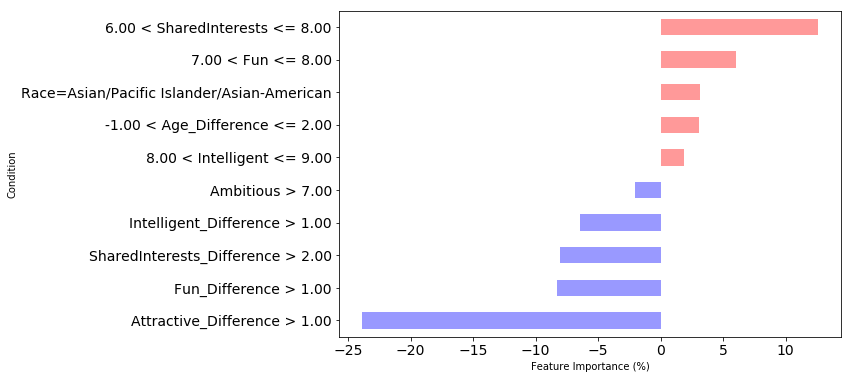 6.00 < SharedInterests <= 8.00
7.00 < Fun <= 8.00
Race=Asian/Pacific Islander/Asian-American
-1.00 < Age_Difference <= 2.00
8.00 < Intelligent <= 9.00
Ambitious > 7.00
Intelligent_Difference > 1.00
SharedInterests_Difference > 2.00
Fun_Difference > 1.00
Attractive_Difference > 1.00
Condition
−25 −20 −15 −10 −5 0 5 10
Feature Importance (%)